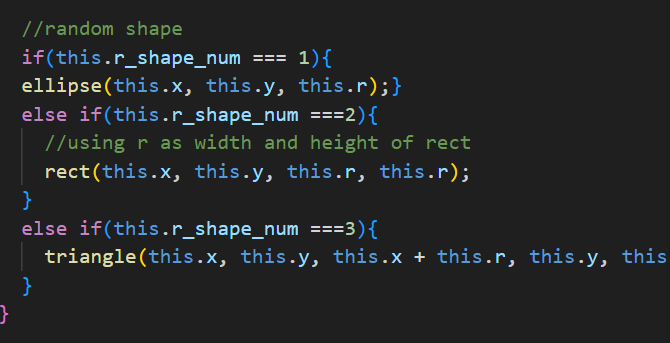 //random shape
if(this.r_shape_num === 1){
ellipse(this.x, this.y, this.r);}
else if(this.r_shape_num ===2){
//using r as width and height of rect
rect(this.x, this.y, this.r, this.r);
}
else if(this.r_shape_num ===3){
triangle(this.x, this.y, this.x + this.r, this.y, this
}
}